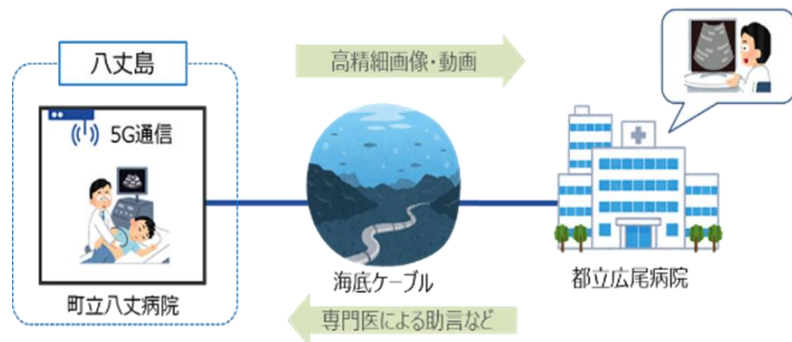 八丈島
高精細画像・動画
5G通信
海底ケーブル
町立八丈病院
都立広尾病院
専門医による助言など